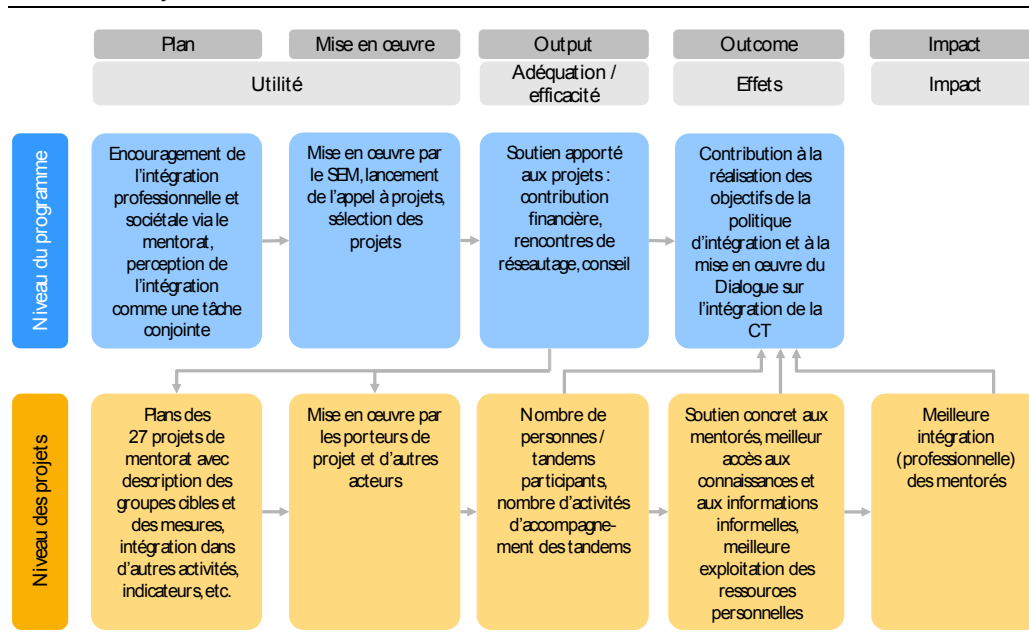 Plan
Mise en œuvre
Output
Outcome
Impact
Utilité
Adéquation /
efficacité
Effets
Impact
Niveau du programme
Encouragement de
l'intégration
professionnelle et
sociétale via le
mentorat,
perception de
l'intégration
comme une tâche
conjointe
Mise en œuvre par
le SEM, lancement
de l'appel à projets,
sélection des
projets
Soutien apporté
aux projets :
contribution
financière,
rencontres de
réseautage, conseil
Contribution à la
réalisation des
objectifs de la
politique
d'intégration et à la
mise en œuvre du
Dialogue sur
l'intégration de la
CT
Niveau des projets
Plans des
27 projets de
mentorat avec
description des
groupes cibles et
des mesures,
intégration dans
d'autres activités,
indicateurs, etc.
Mise en œuvre par
les porteurs de
projet et d'autres
acteurs
Nombre de
personnes /
tandems
participants,
nombre d'activités
d'accompagne-
ment des tandems
Soutien concret aux
mentorés, meilleur
accès aux
connaissances et
aux informations
informelles,
meilleure
exploitation des
ressources
personnelles
Meilleure
intégration
(professionnelle)
des mentorés